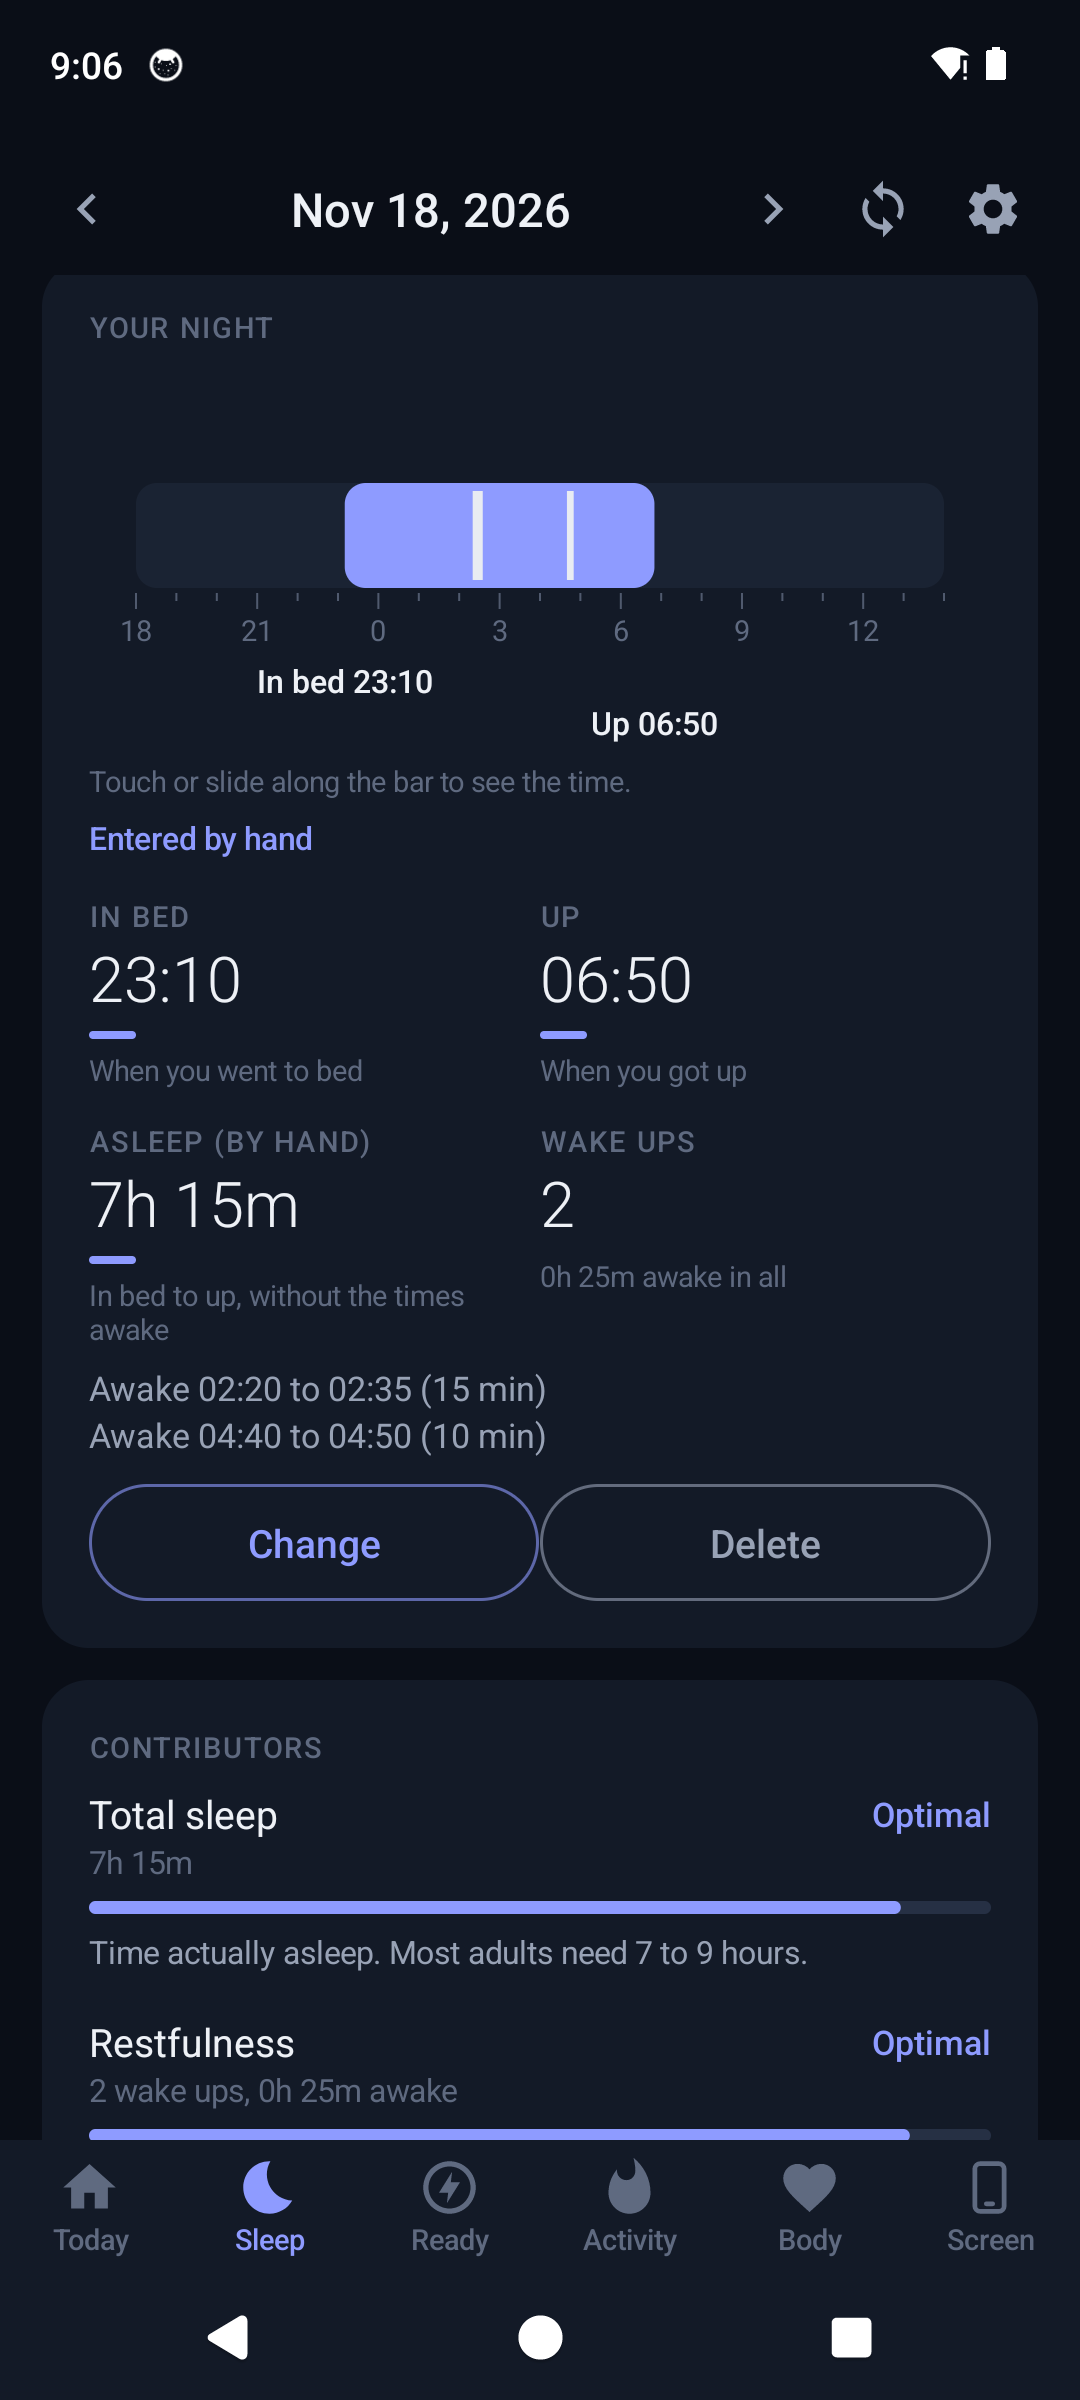 9:06
Nov 18, 2026
YOUR NIGHT
18 21 0 3 6 9 12
In bed 23:10
Up 06:50
Touch or slide along the bar to see the time.
Entered by hand
IN BED
23:10
When you went to bed
UP
06:50
When you got up
ASLEEP (BY HAND)
7h 15m
In bed to up, without the times
awake
WAKE UPS
2
0h 25m awake in all
Awake 02:20 to 02:35 (15 min)
Awake 04:40 to 04:50 (10 min)
Change
Delete
CONTRIBUTORS
Total sleep
Optimal
7h 15m
Time actually asleep. Most adults need 7 to 9 hours.
Restfulness
Optimal
2 wake ups, 0h 25m awake
Today
Sleep
Ready
Activity
Body
Screen